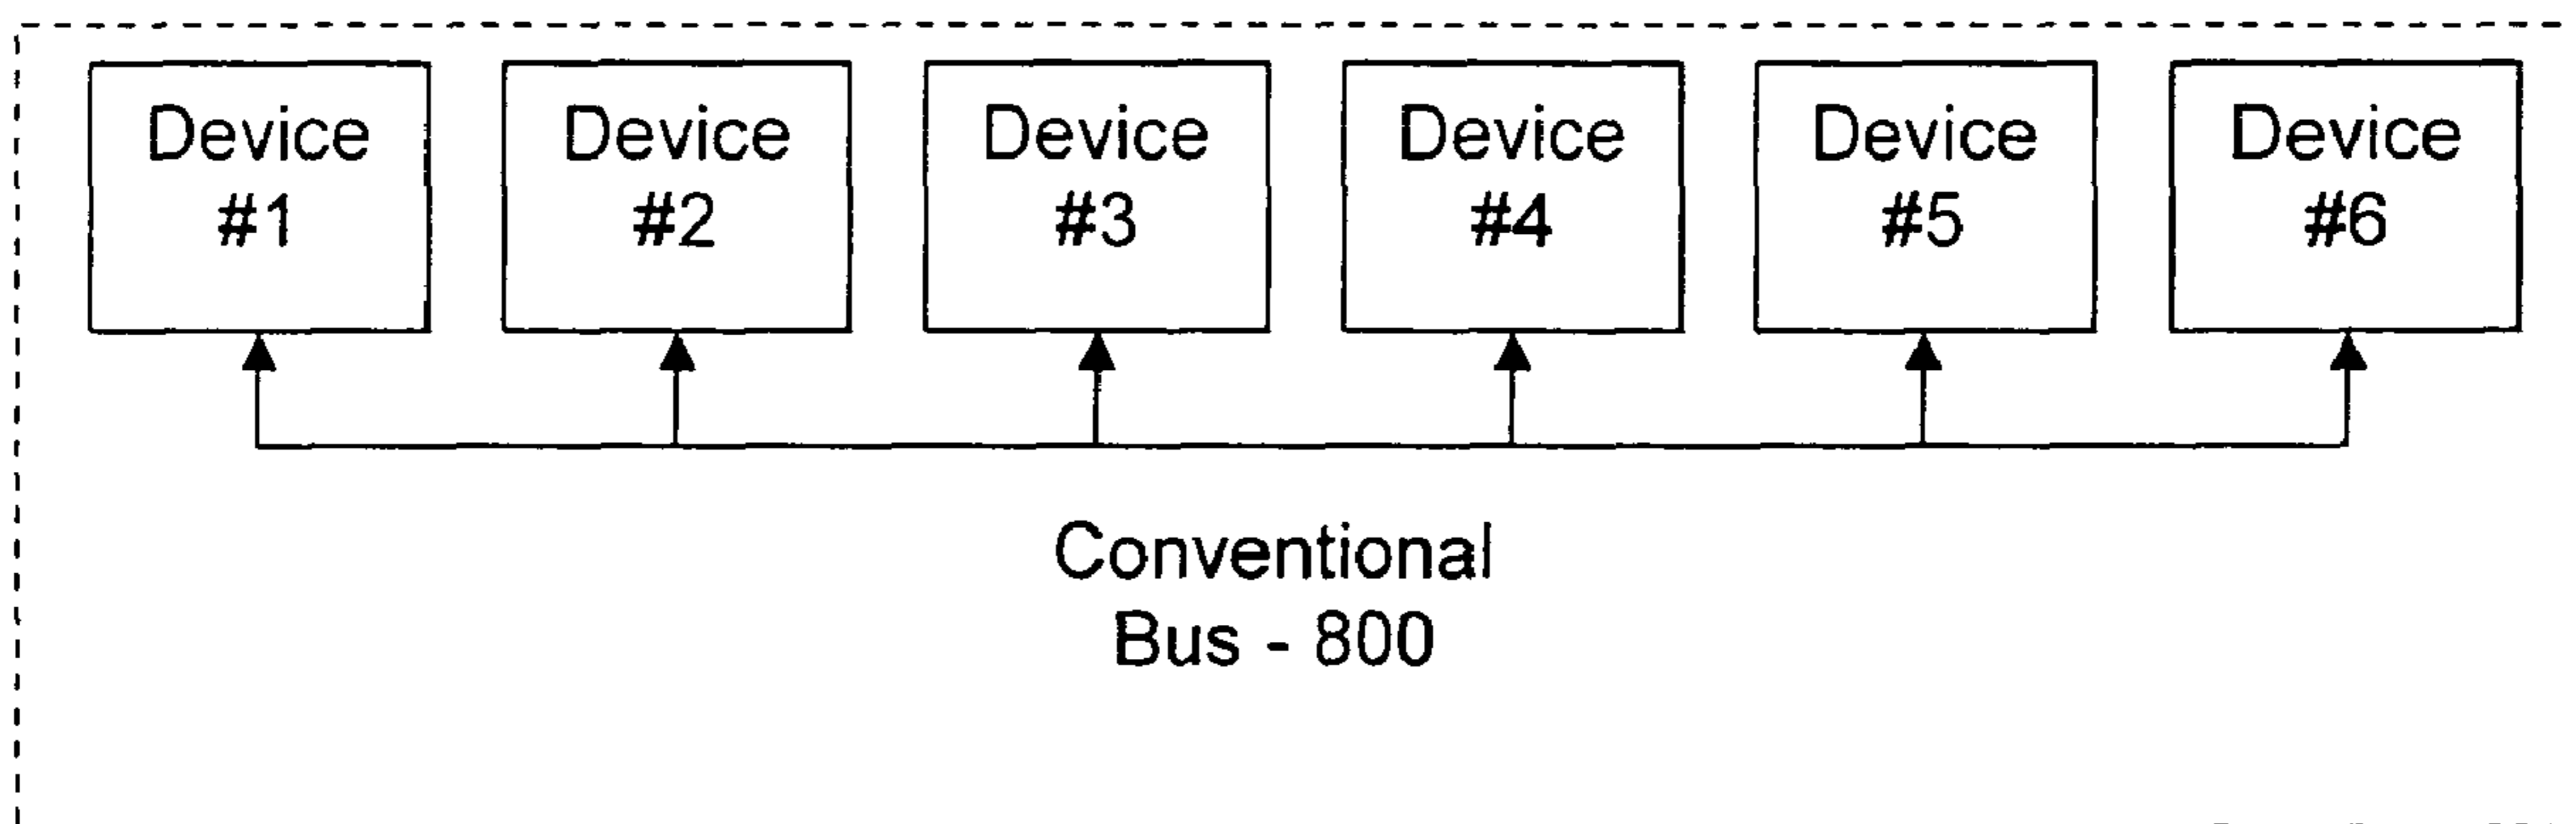 Device #1
Device #2
Device #3
Device #4
Device #5
Device #6
Conventional
Bus - 800